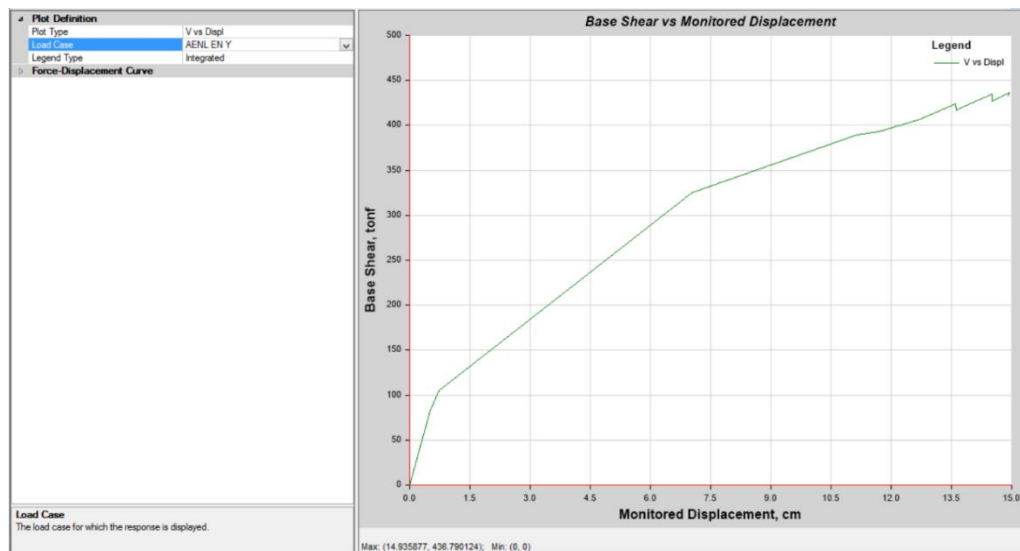 Plot Definition
Plot Type V vs Displ
Load Case AENL EN Y
Legend Type Integrated
Force-Displacement Curve
Load Case
The load case for which the response is displayed.
Base Shear vs Monitored Displacement
Legend
V vs Displ
500
450
400
350
300
250
200
150
100
50
0
Base Shear, tonf
0.0 1.5 3.0 4.5 6.0 7.5 9.0 10.5 12.0 13.5 15.0
Monitored Displacement, cm
Max: (14.935877, 436.790124); Min: (0, 0)